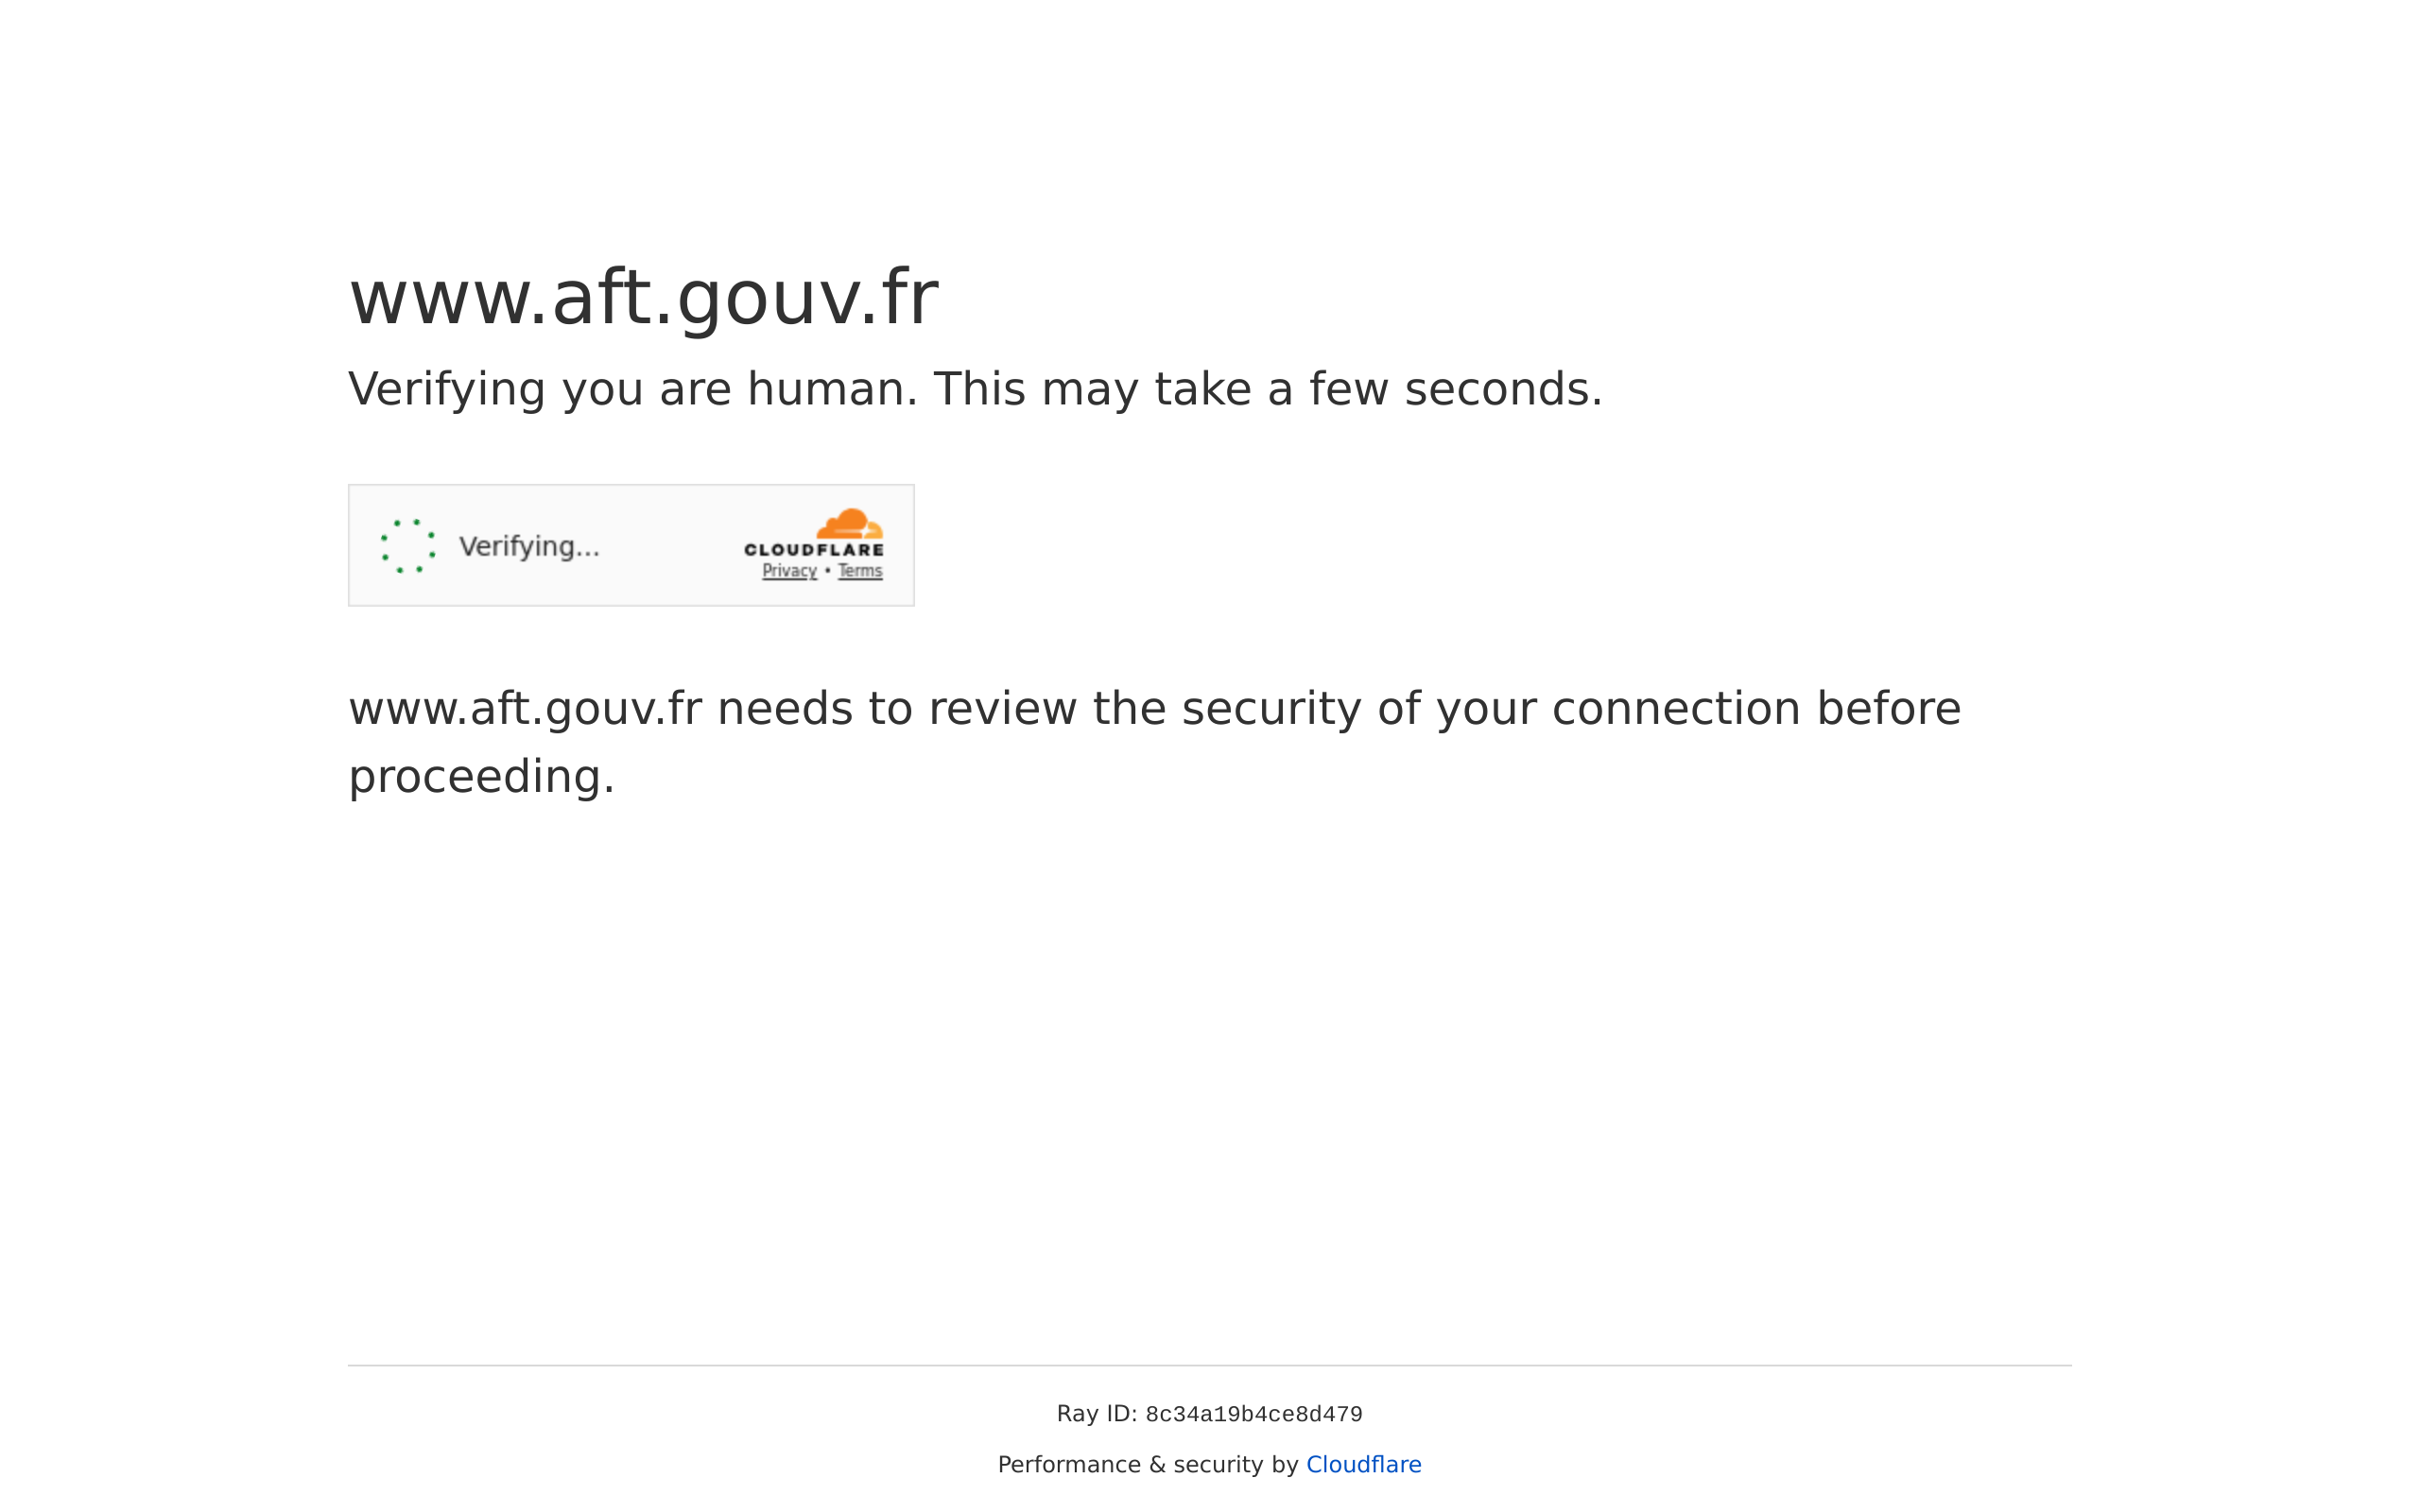 www.aft.gouv.fr
Verifying you are human. This may take a few seconds.
Verifying...
CLOUDFLARE
Privacy • Terms
www.aft.gouv.fr needs to review the security of your connection before
proceeding.
Ray ID: 8c34a19b4ce8d479
Performance & security by Cloudflare